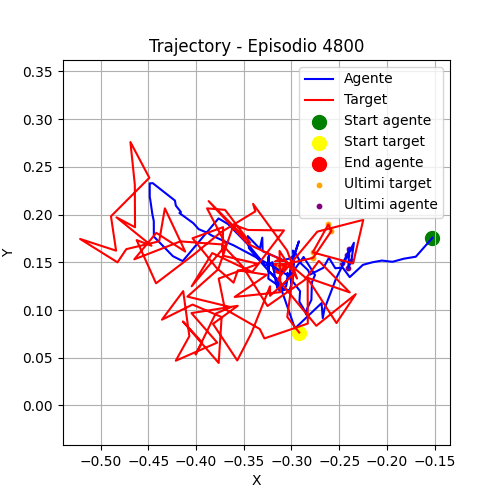 Trajectory - Episodio 4800
Y
0.35
0.30
0.25
0.20
0.15
0.10
0.05
0.00
Agente
Target
Start agente
Start target
End agente
Ultimi target
Ultimi agente
−0.50 −0.45 −0.40 −0.35 −0.30 −0.25 −0.20 −0.15
X